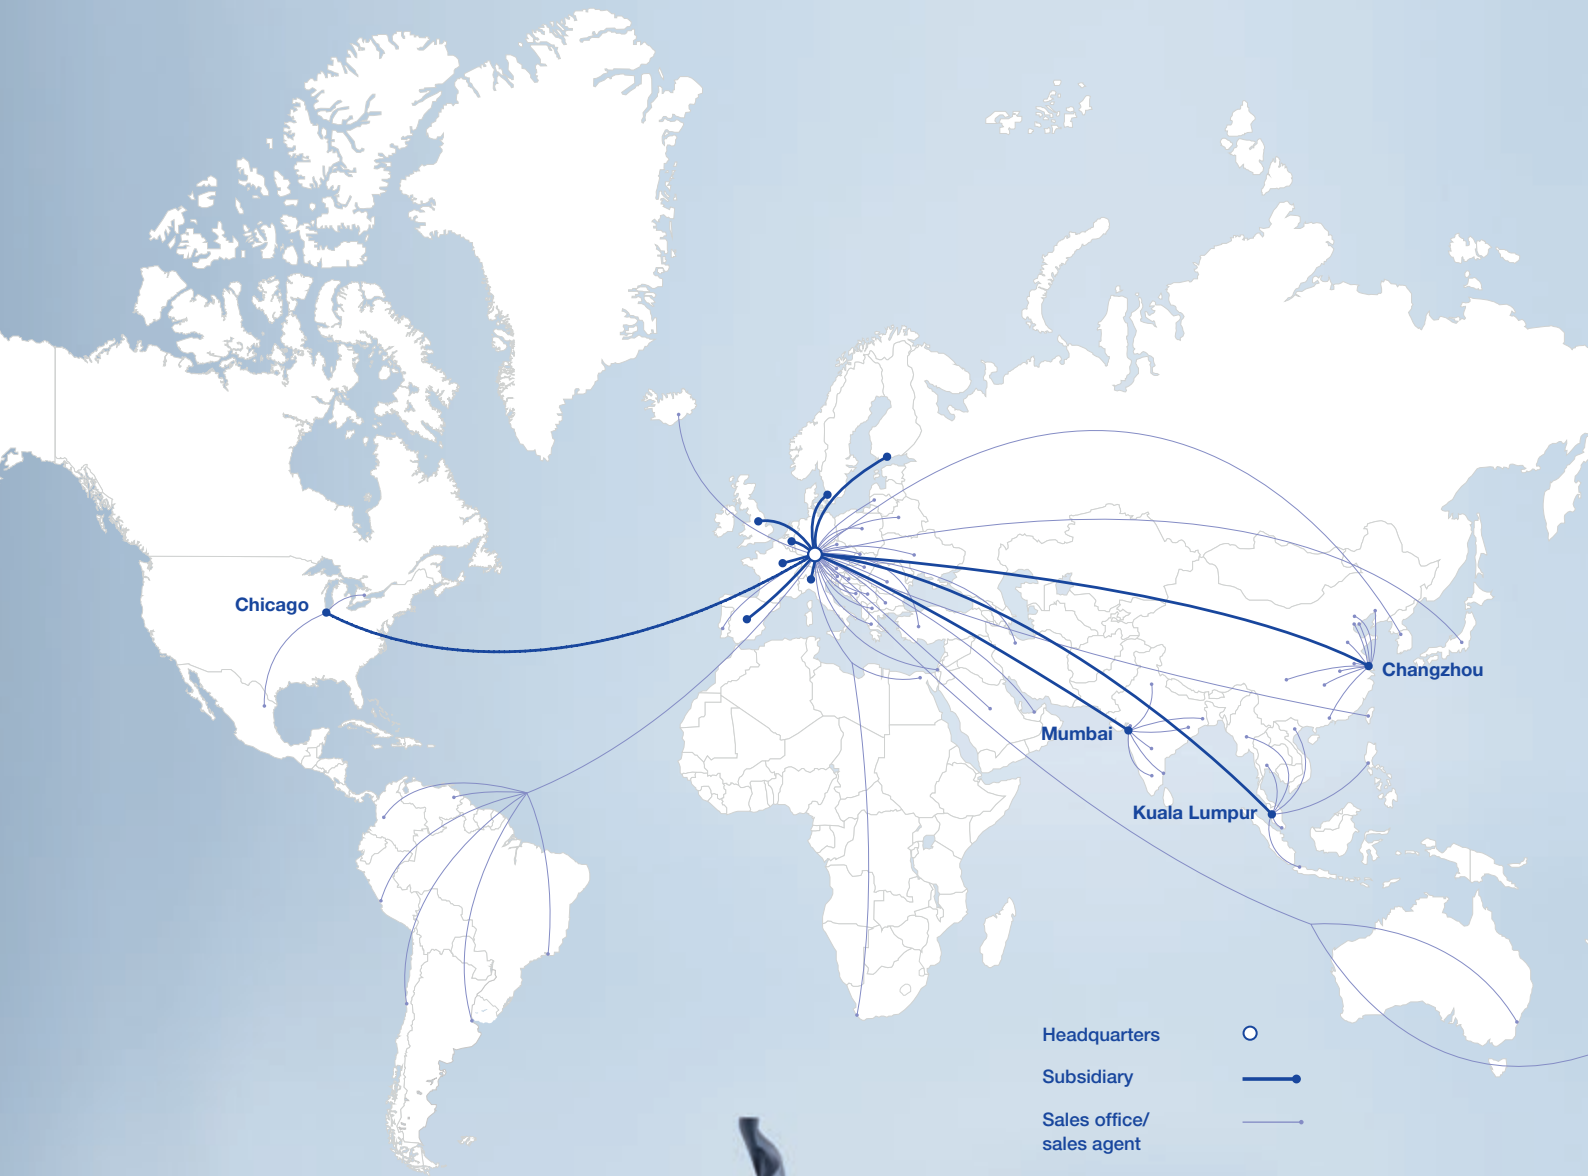 Chicago
Changzhou
Mumbai
Kuala Lumpur
Headquarters
Subsidiary
Sales office/
sales agent